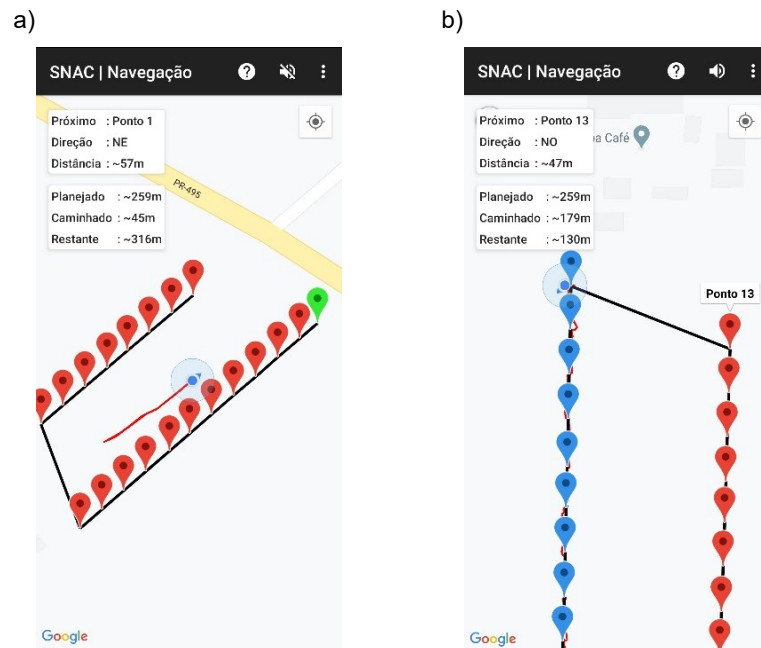 a)
SNAC | Navegação
Próximo : Ponto 1
Direção : NE
Distância : ~57m
Planejado : ~259m
Caminhado : ~45m
Restante : ~316m
PR-495
Google
b)
SNAC | Navegação
Próximo : Ponto 13
Direção : NO
Distância : ~47m
Café
Planejado : ~259m
Caminhado : ~179m
Restante : ~130m
Ponto 13
Google